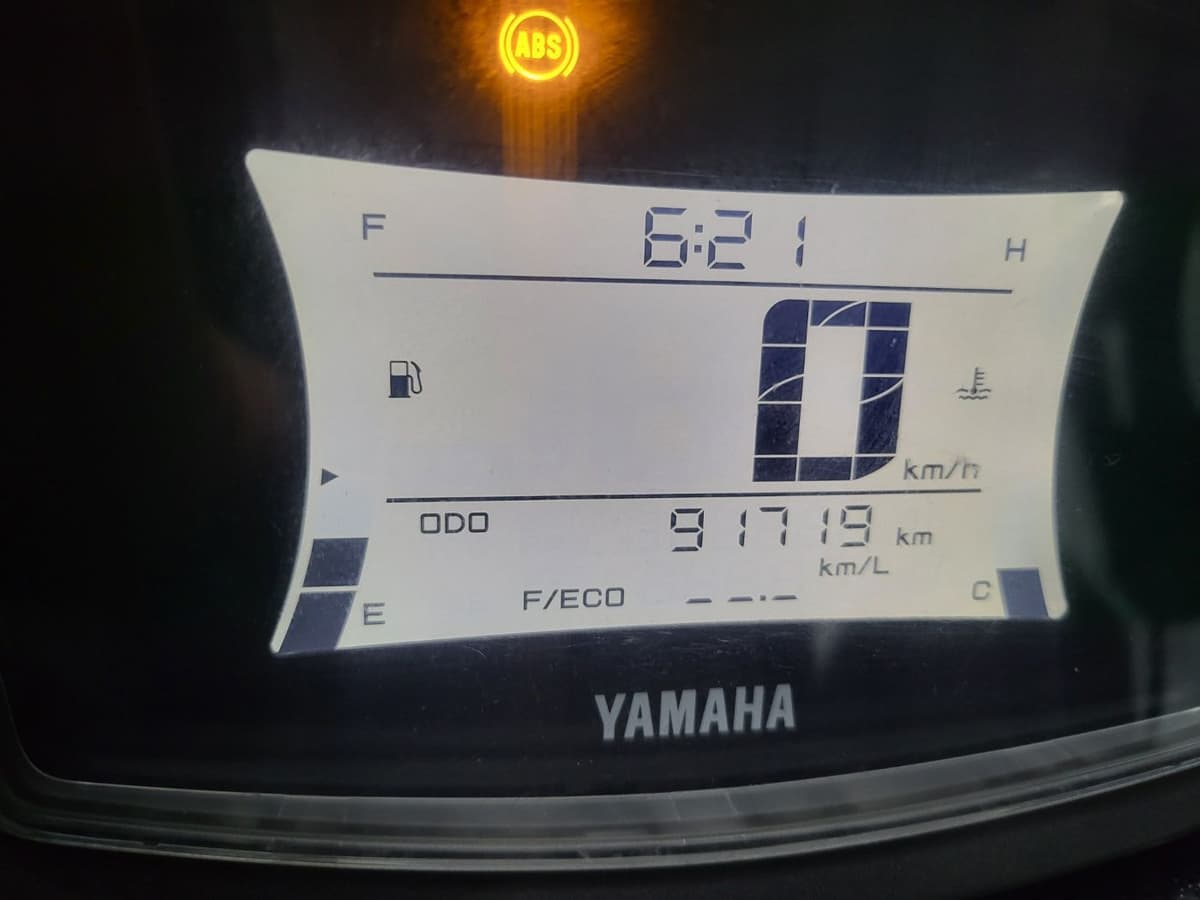 ABS
F 6:21 H
km/h
0
ODO 91719 km
km/L
F/ECO --.-
E C
YAMAHA